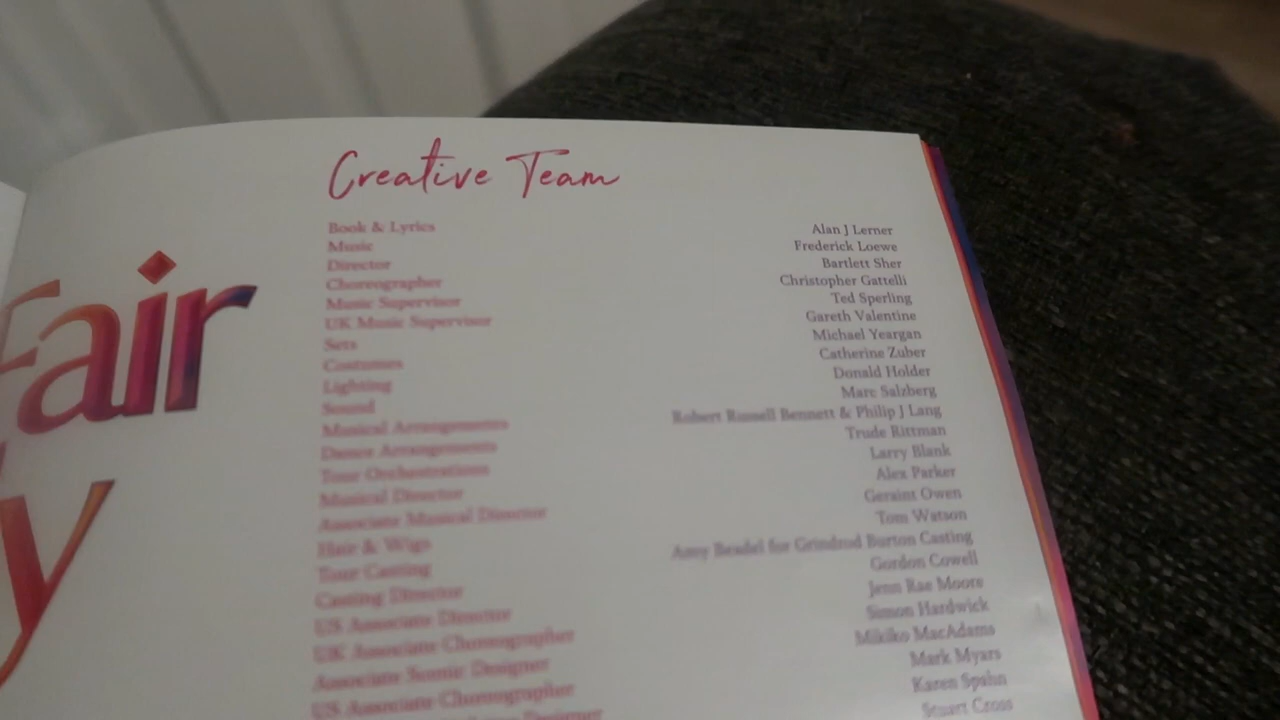 Creative Team
Fair
y
Book & Lyrics Alan J Lerner
Music Frederick Loewe
Director Bartlett Sher
Choreographer Christopher Gattelli
Music Supervisor Ted Sperling
UK Music Supervisor Gareth Valentine
Sets Michael Yeargan
Costumes Catherine Zuber
Lighting Donald Holder
Sound Marc Salzberg
Musical Arrangements Robert Russell Bennett & Philip J Lang
Dance Arrangements Trude Rittman
Tour Orchestrations Larry Blank
Musical Director Alex Parker
Associate Musical Director Geraint Owen
Hair & Wigs Tom Watson
Tour Casting Amy Beadel for Grindrod Burton Casting
Casting Director Gordon Cowell
US Associate Director Jenn Rae Moore
UK Associate Choreographer Simon Hardwick
Associate Scenic Designer Mikiko MacAdams
US Associate Choreographer Mark Myars
Designer Karen Spahn
Stuart Cross